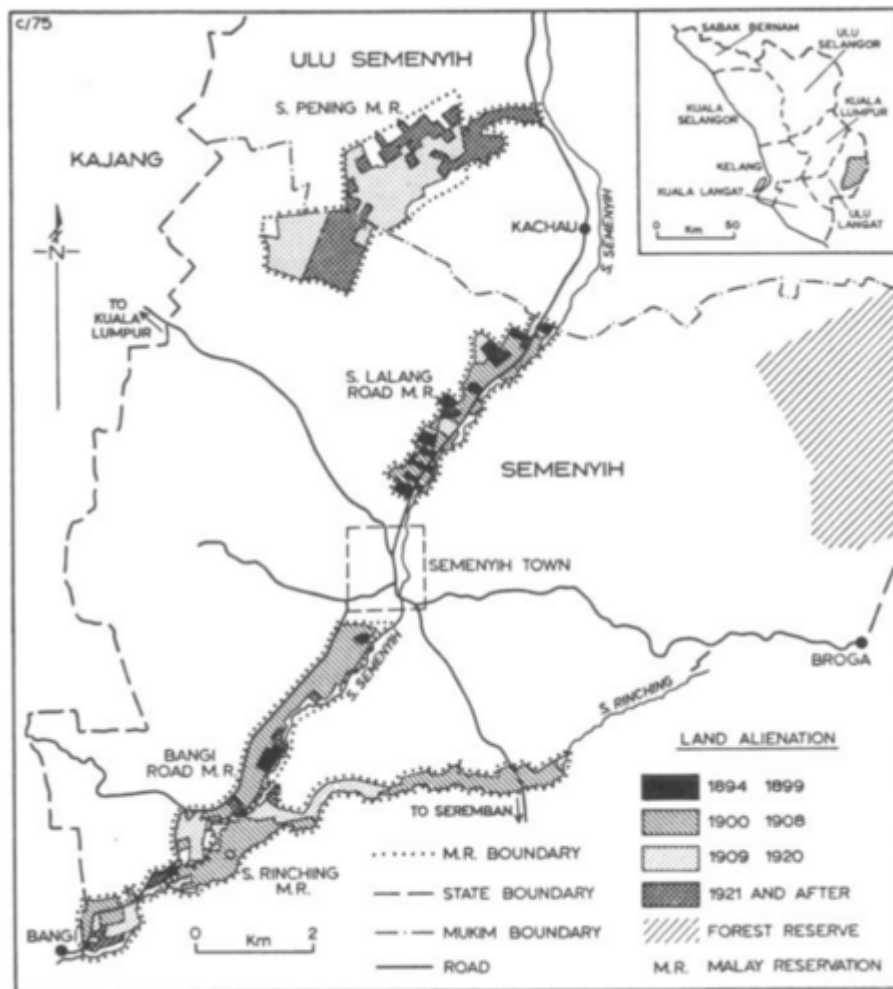 c/75
ULU SEMENYIH
S. PENING M.R.
KAJANG
KACHAU
S. SEMENYIH
TO
KUALA
LUMPUR
S. LALANG
ROAD M.R.
SEMENYIH
SEMENYIH TOWN
S. SEMENYIH
BROGA
S. RINCHING
BANGI
ROAD M.R.
TO SEREMBAN
S. RINCHING
M.R.
BANGI
0 2
Km
N
SABAK BERNAM
ULU
SELANGOR
KUALA
SELANGOR
KUALA
LUMPUR
KELANG
KUALA LANGAT
ULU
LANGAT
0 50
Km
LAND ALIENATION
1894 1899
1900 1908
1909 1920
1921 AND AFTER
FOREST RESERVE
M.R. MALAY RESERVATION
M.R. BOUNDARY
STATE BOUNDARY
MUKIM BOUNDARY
ROAD